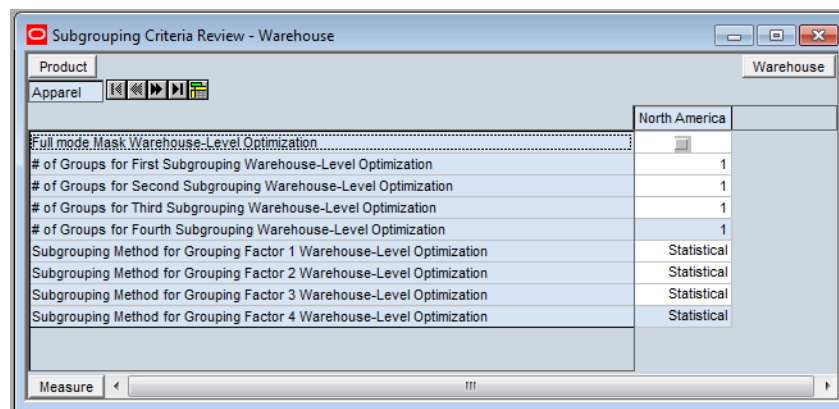 Subgrouping Criteria Review - Warehouse
Product Warehouse
Apparel
North America
Full mode Mask Warehouse-Level Optimization
# of Groups for First Subgrouping Warehouse-Level Optimization 1
# of Groups for Second Subgrouping Warehouse-Level Optimization 1
# of Groups for Third Subgrouping Warehouse-Level Optimization 1
# of Groups for Fourth Subgrouping Warehouse-Level Optimization 1
Subgrouping Method for Grouping Factor 1 Warehouse-Level Optimization Statistical
Subgrouping Method for Grouping Factor 2 Warehouse-Level Optimization Statistical
Subgrouping Method for Grouping Factor 3 Warehouse-Level Optimization Statistical
Subgrouping Method for Grouping Factor 4 Warehouse-Level Optimization Statistical
Measure